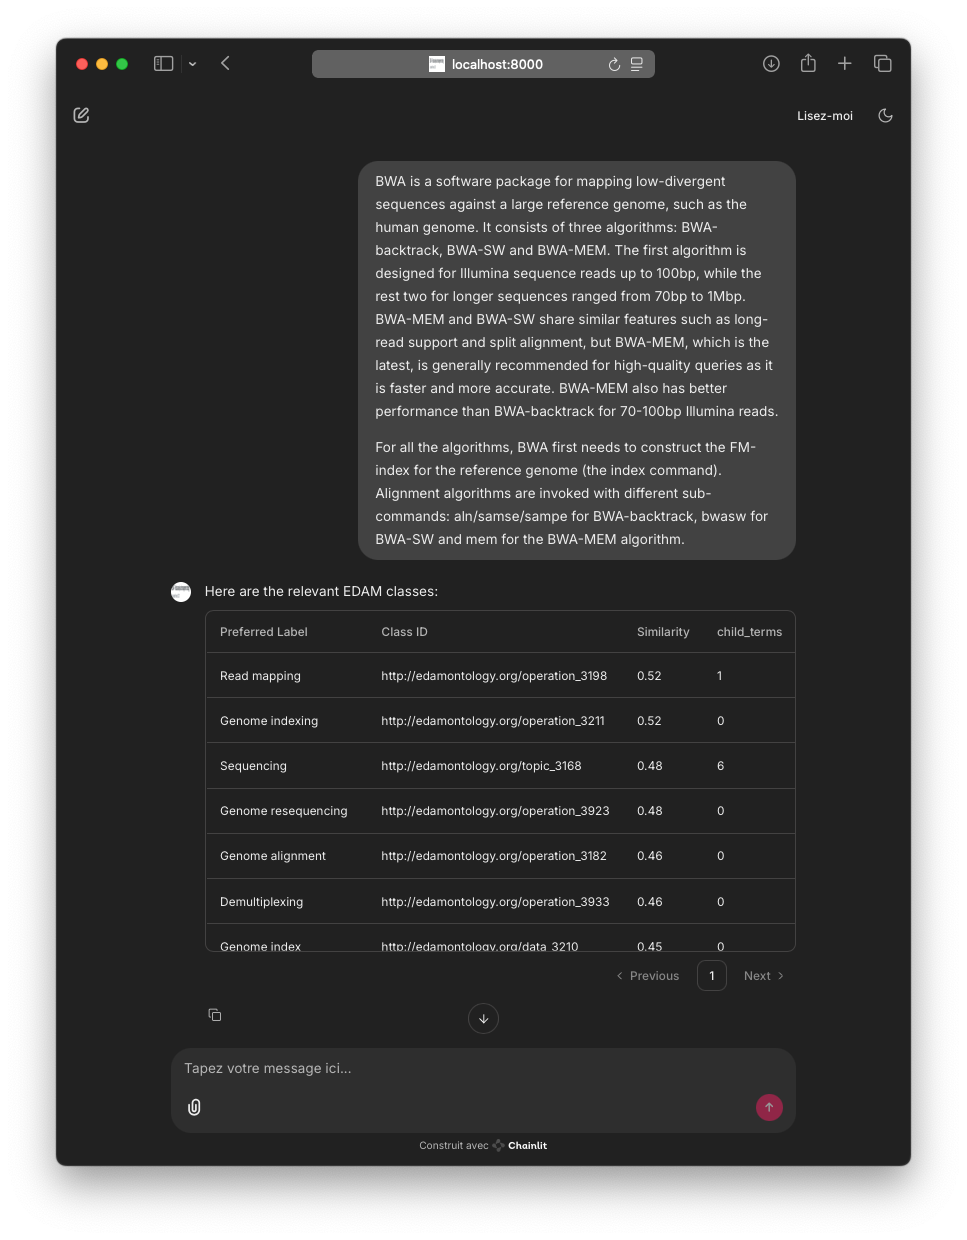 localhost:8000
Lisez-moi
BWA is a software package for mapping low-divergent
sequences against a large reference genome, such as the
human genome. It consists of three algorithms: BWA-
backtrack, BWA-SW and BWA-MEM. The first algorithm is
designed for Illumina sequence reads up to 100bp, while the
rest two for longer sequences ranged from 70bp to 1Mbp.
BWA-MEM and BWA-SW share similar features such as long-
read support and split alignment, but BWA-MEM, which is the
latest, is generally recommended for high-quality queries as it
is faster and more accurate. BWA-MEM also has better
performance than BWA-backtrack for 70-100bp Illumina reads.
For all the algorithms, BWA first needs to construct the FM-
index for the reference genome (the index command).
Alignment algorithms are invoked with different sub-
commands: aln/samse/sampe for BWA-backtrack, bwasw for
BWA-SW and mem for the BWA-MEM algorithm.
Here are the relevant EDAM classes:
Preferred Label Class ID Similarity child_terms
Read mapping http://edamontology.org/operation_3198 0.52 1
Genome indexing http://edamontology.org/operation_3211 0.52 0
Sequencing http://edamontology.org/topic_3168 0.48 6
Genome resequencing http://edamontology.org/operation_3923 0.48 0
Genome alignment http://edamontology.org/operation_3182 0.46 0
Demultiplexing http://edamontology.org/operation_3933 0.46 0
Genome index http://edamontology.org/data_3210 0.45 0
Previous 1 Next
Tapez votre message ici...
Construit avec Chainlit